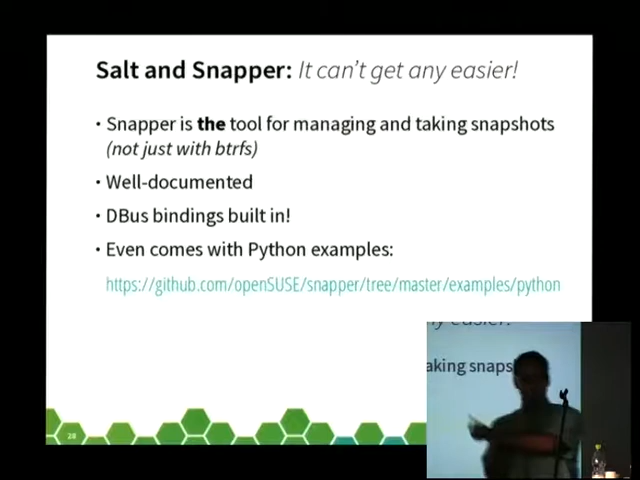 Salt and Snapper: It can't get any easier!
• Snapper is the tool for managing and taking snapshots
(not just with btrfs)
• Well-documented
• DBus bindings built in!
• Even comes with Python examples:
https://github.com/openSUSE/snapper/tree/master/examples/python
ny easier!
aking snaps
28